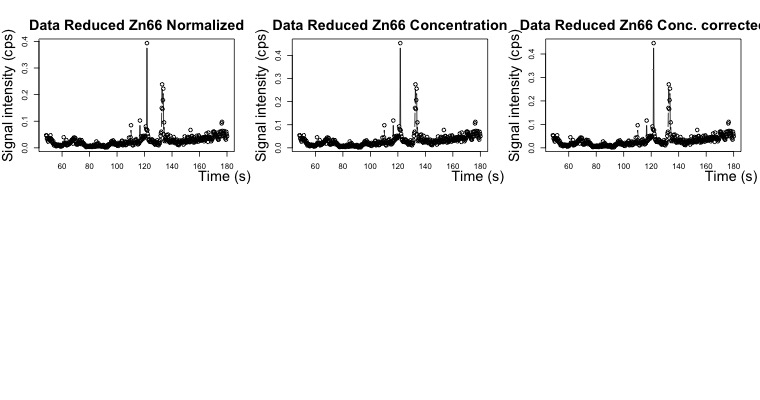 Data Reduced Zn66 Normalized
Signal intensity (cps)
0.0 0.1 0.2 0.3 0.4
60 80 100 120 140 160 180
Time (s)
Data Reduced Zn66 Concentration
Signal intensity (cps)
0.0 0.1 0.2 0.3 0.4
60 80 100 120 140 160 180
Time (s)
Data Reduced Zn66 Conc. corrected
Signal intensity (cps)
0.0 0.1 0.2 0.3 0.4
60 80 100 120 140 160 180
Time (s)